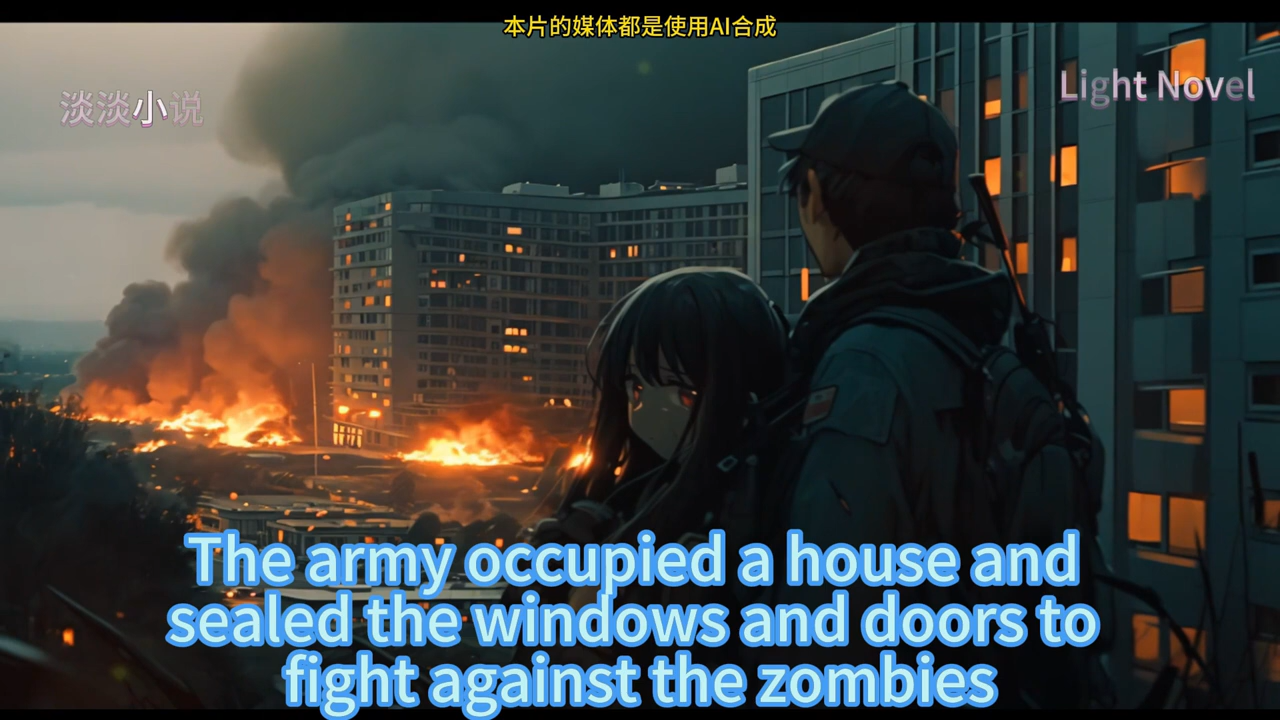 本片的媒体都是使用AI合成
淡淡小说
Light Novel
The army occupied a house and
sealed the windows and doors to
fight against the zombies